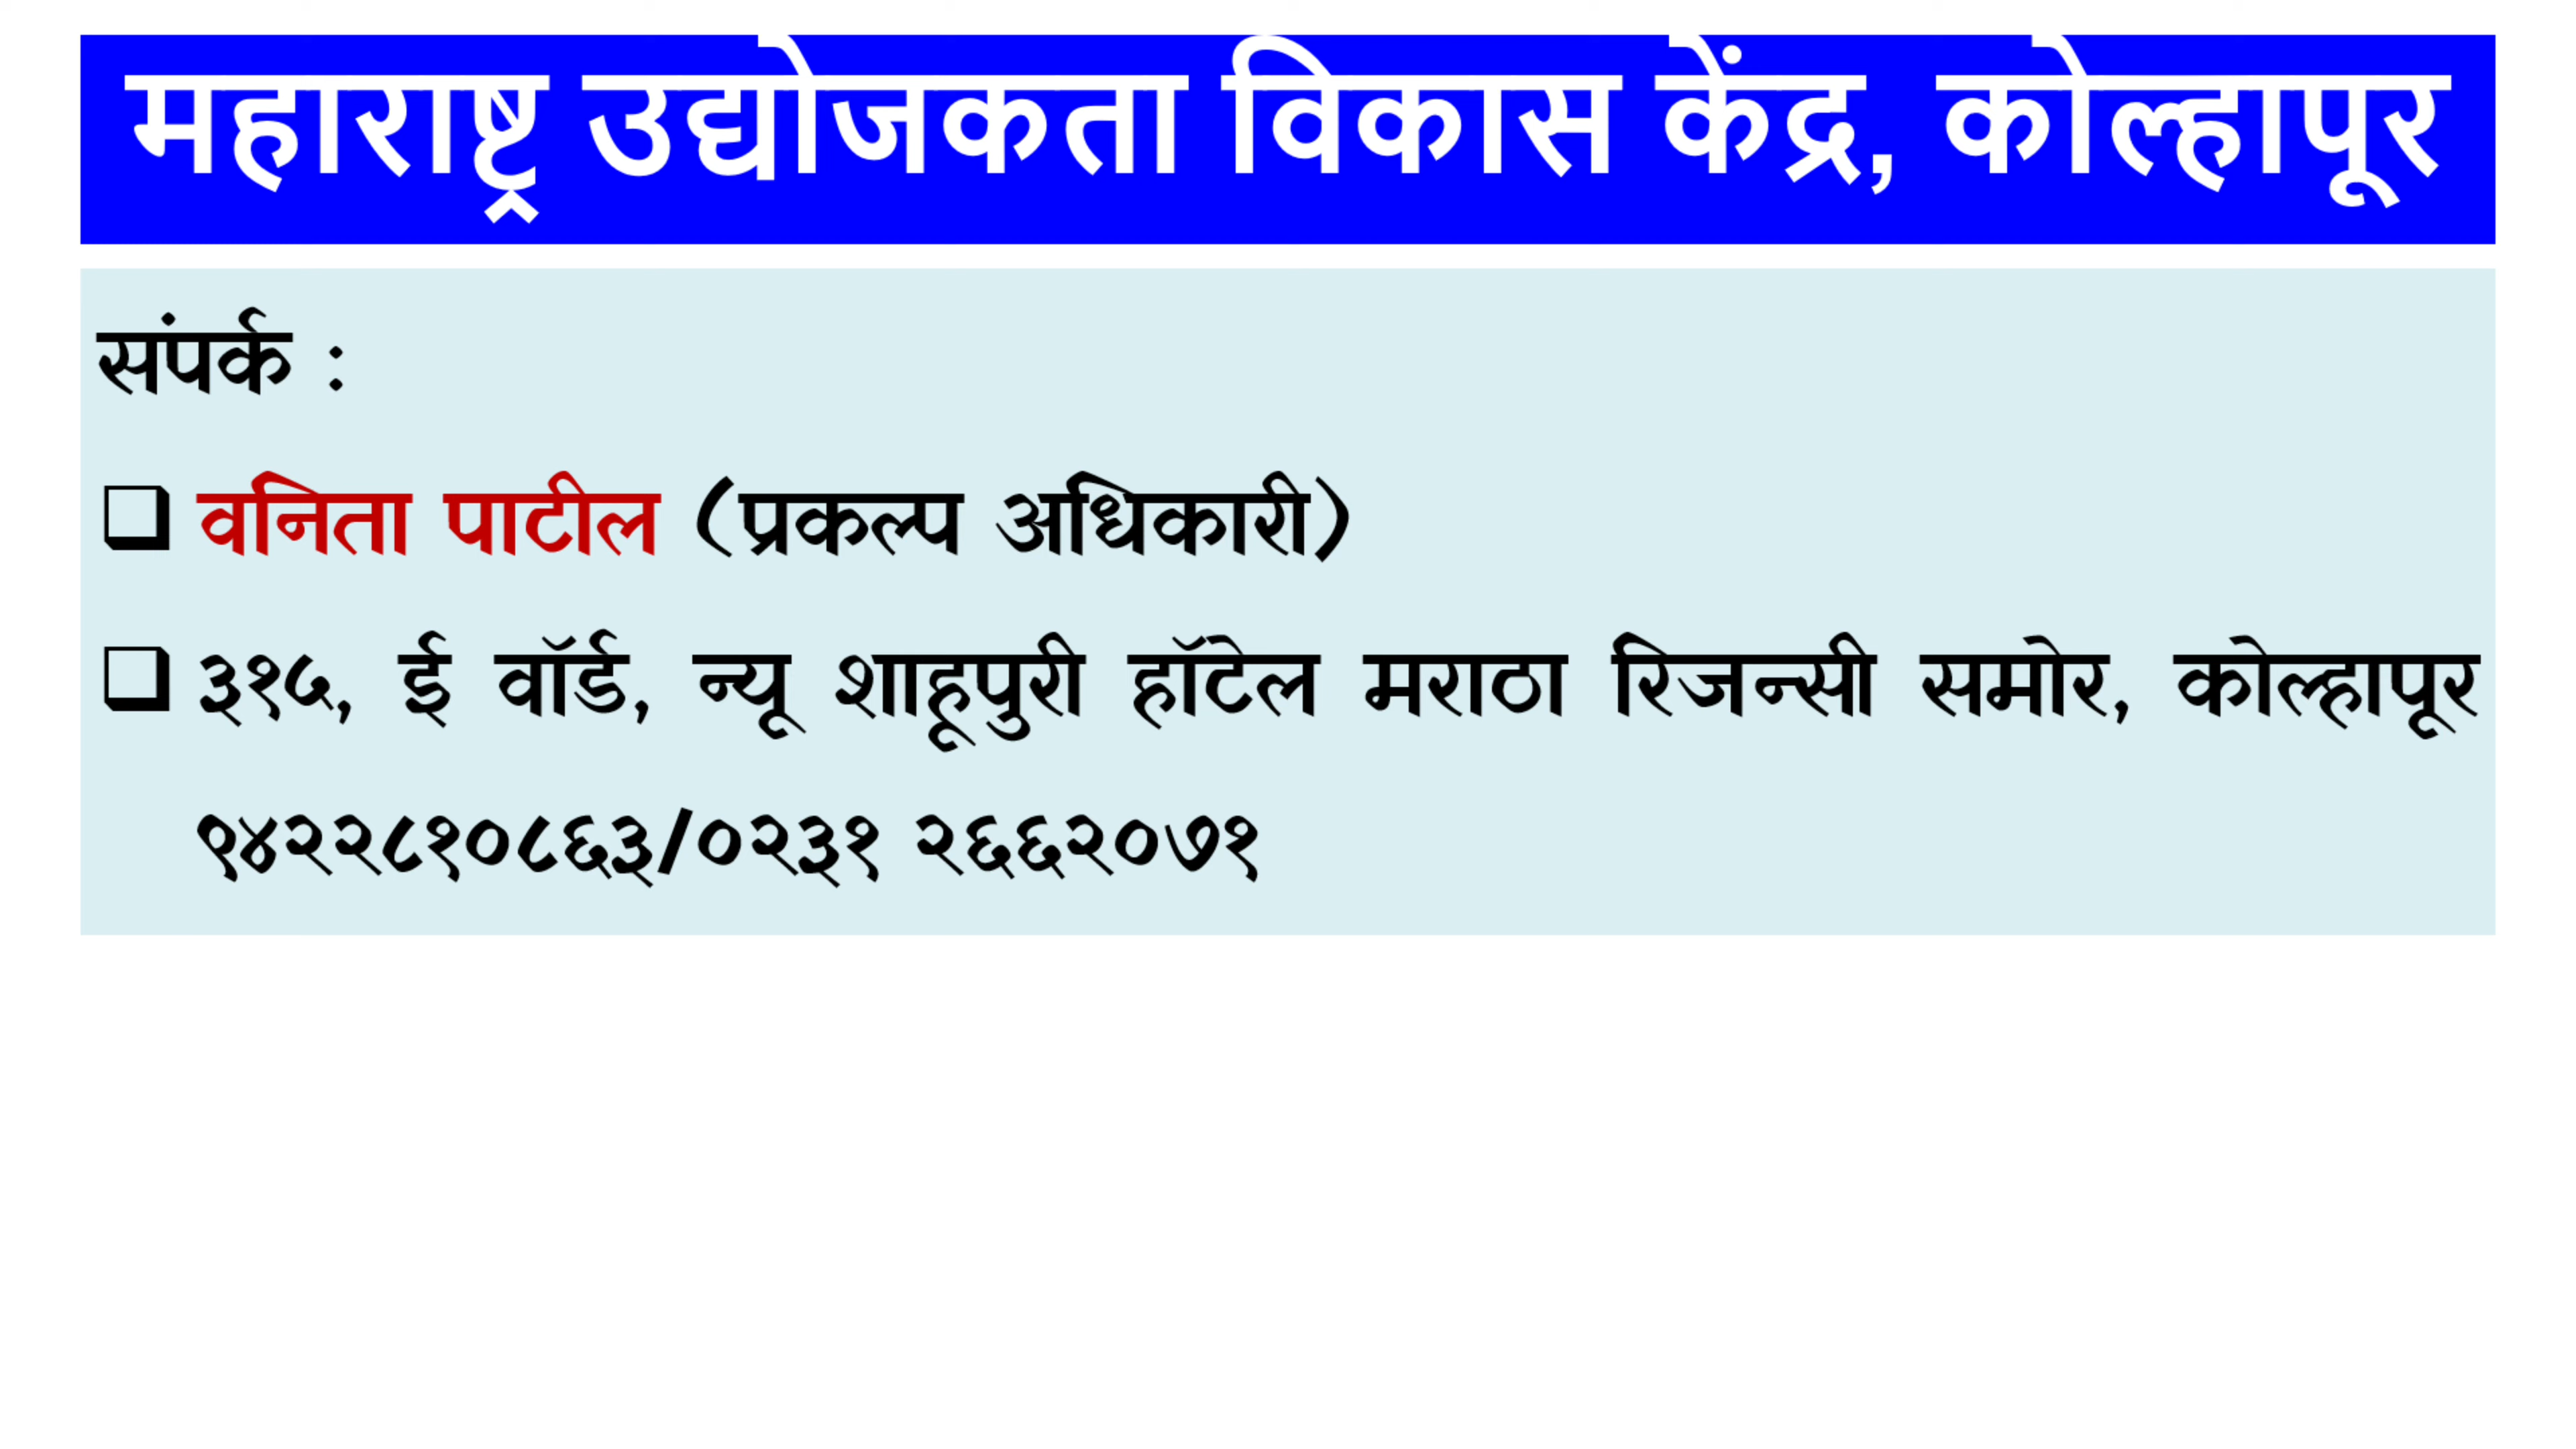 महाराष्ट्र उद्योजकता विकास केंद्र, कोल्हापूर
संपर्क :
❑ वनिता पाटील (प्रकल्प अधिकारी)
❑ ३१५, ई वॉर्ड, न्यू शाहूपुरी हॉटेल मराठा रिजन्सी समोर, कोल्हापूर
९४२२८१०८६३/०२३१ २६६२०७१